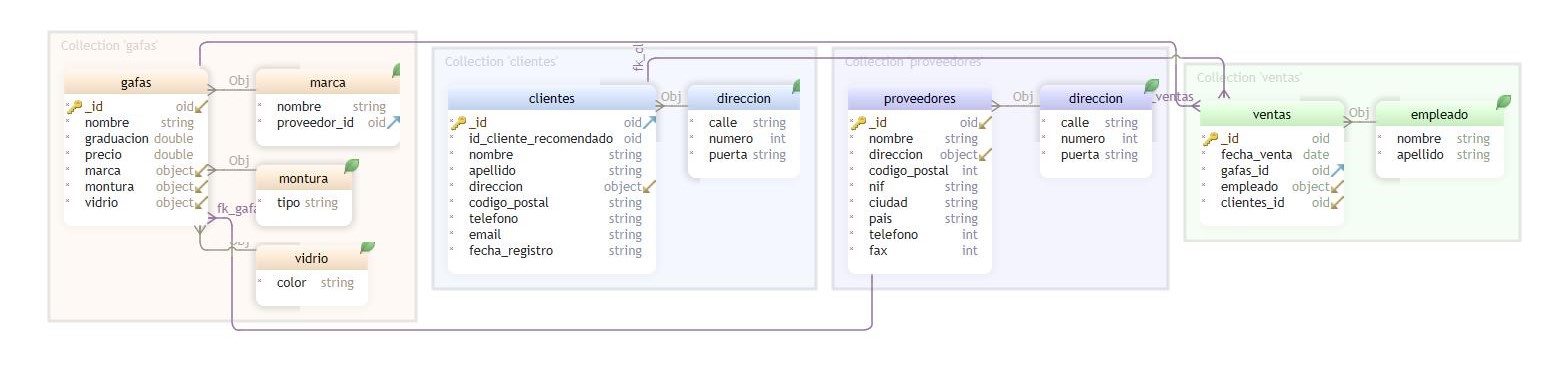 Collection 'gafas'
gafas
_id oid
nombre string
graduacion double
precio double
marca object
montura object
vidrio object
Obj
marca
nombre string
proveedor_id oid
Obj
montura
tipo string
fk_gafa
Obj
vidrio
color string
Collection 'clientes'
fk_cl
clientes
_id oid
id_cliente_recomendado oid
nombre string
apellido string
direccion object
codigo_postal string
telefono string
email string
fecha_registro string
Obj
direccion
calle string
numero int
puerta string
Collection 'proveedores'
proveedores
_id oid
nombre string
direccion object
codigo_postal int
nif string
ciudad string
pais string
telefono int
fax int
Obj
direccion
calle string
numero int
puerta string
_ventas
Collection 'ventas'
ventas
_id oid
fecha_venta date
gafas_id oid
empleado object
clientes_id oid
Obj
empleado
nombre string
apellido string